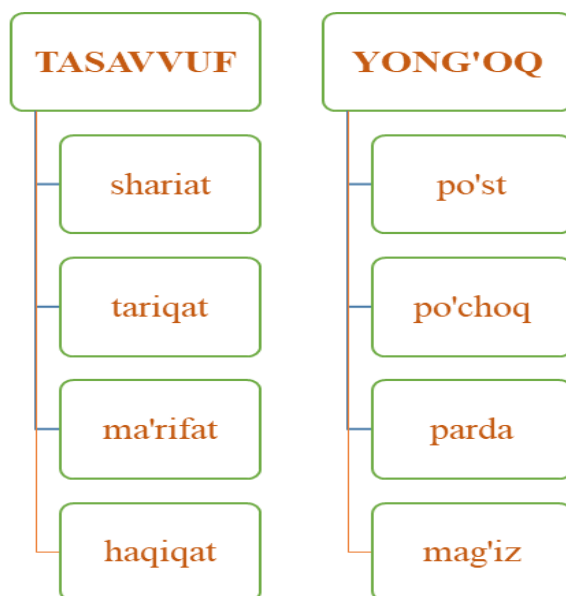 TASAVVUF
shariat
tariqat
ma'rifat
haqiqat
YONG'OQ
po'st
po'choq
parda
mag'iz